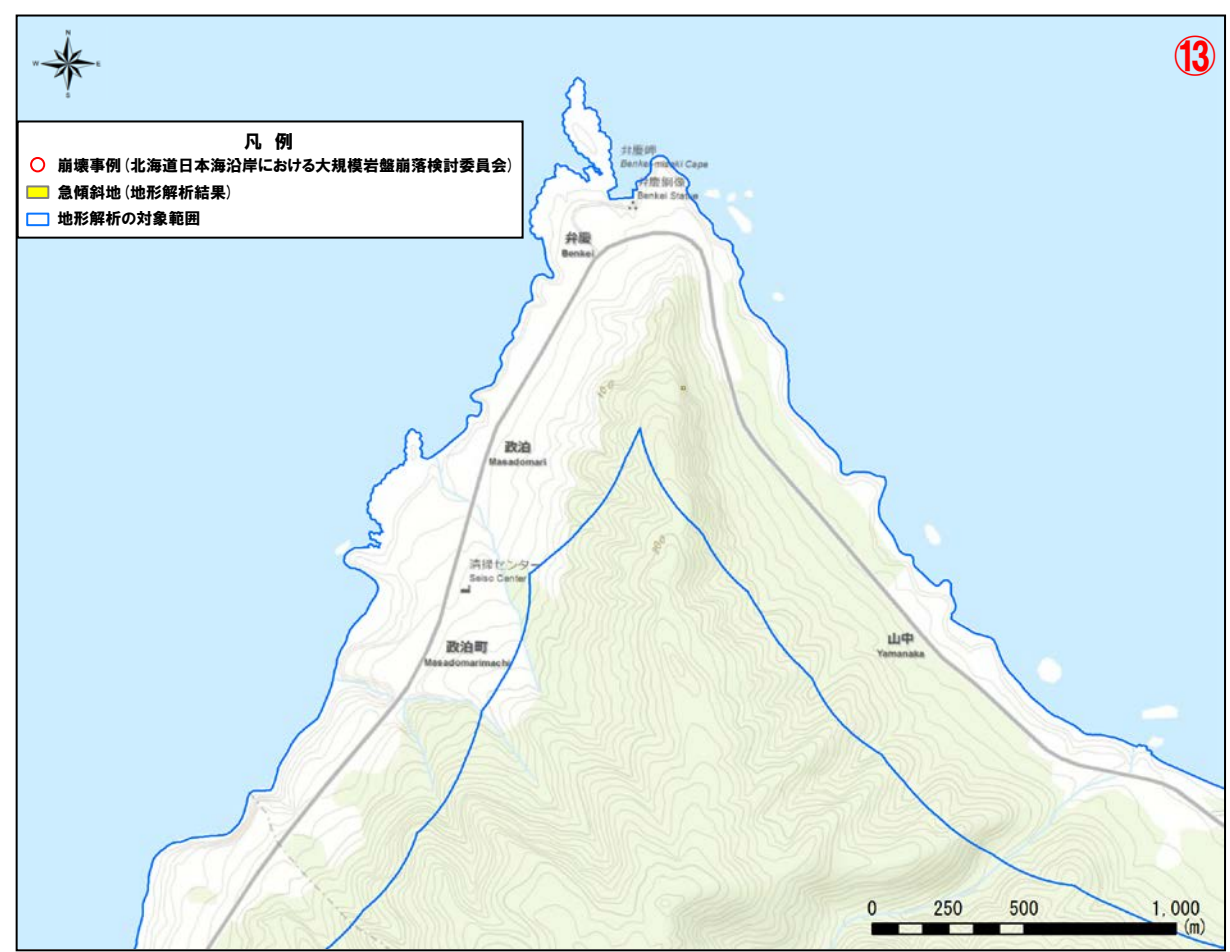 N
W
E
S
⑬
凡 例
崩壊事例(北海道日本海沿岸における大規模岩盤崩落検討委員会)
急傾斜地(地形解析結果)
地形解析の対象範囲
弁慶岬
Benkei-misaki Cape
弁慶銅像
Benkei Statue
弁慶
Benkei
100
政泊
Masadomari
200
清掃センター
Seiso Center
政泊町
Masadomarimachi
山中
Yamanaka
0 250 500 1,000
(m)